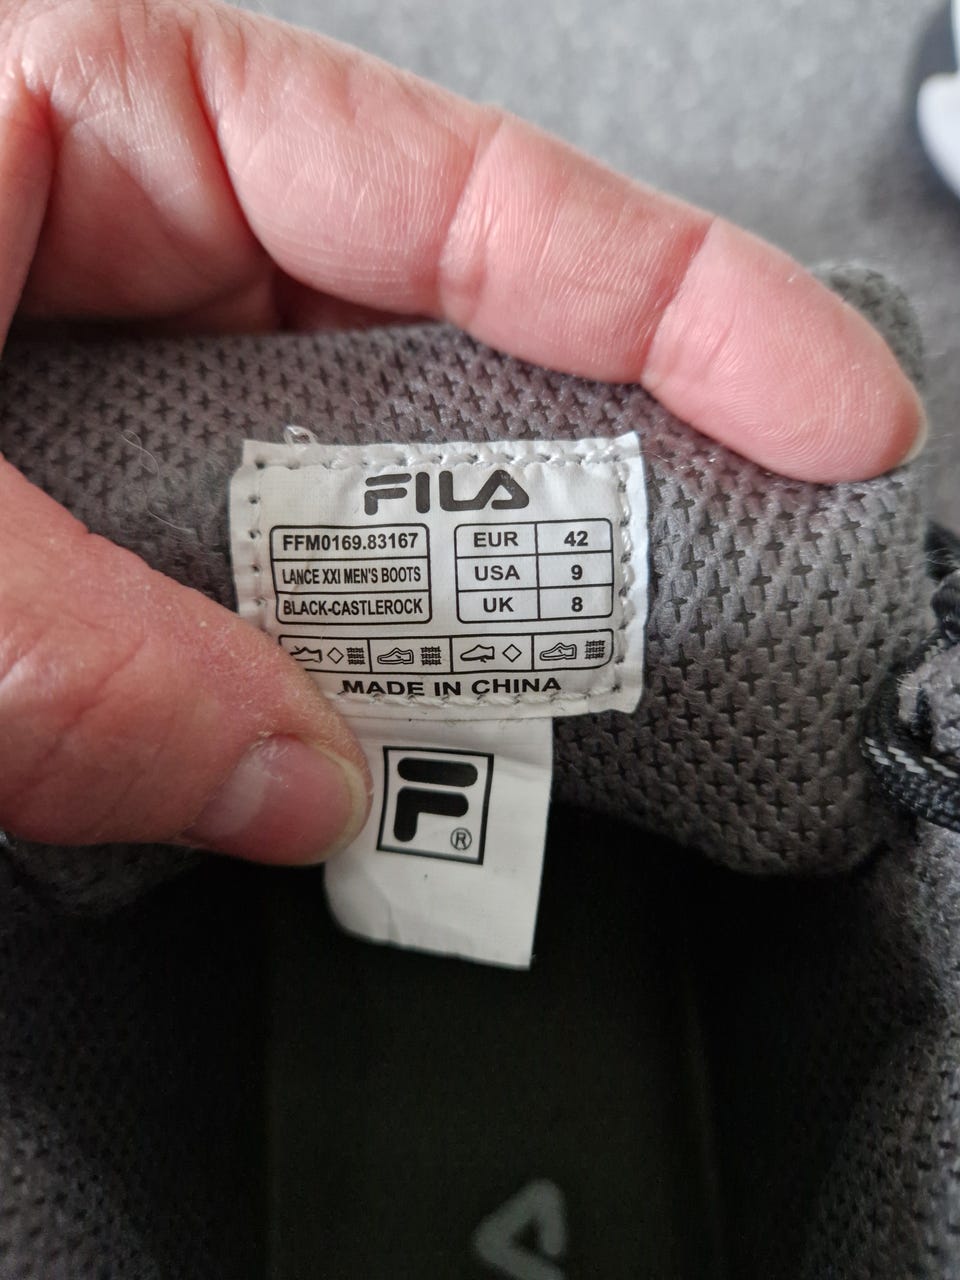 FILA
FFM0169.83167
LANCE XXI MEN'S BOOTS
BLACK-CASTLEROCK
EUR 42
USA 9
UK 8
MADE IN CHINA
F
®